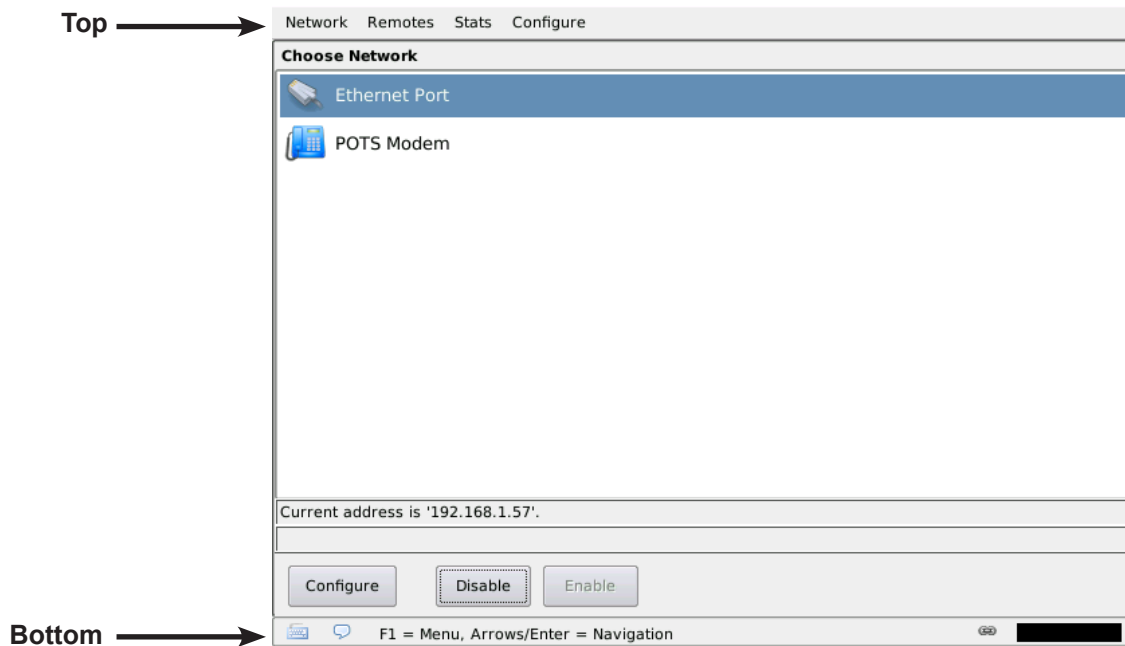 Top
Network Remotes Stats Configure
Choose Network
Ethernet Port
POTS Modem
Current address is '192.168.1.57'.
Configure Disable Enable
Bottom
F1 = Menu, Arrows/Enter = Navigation